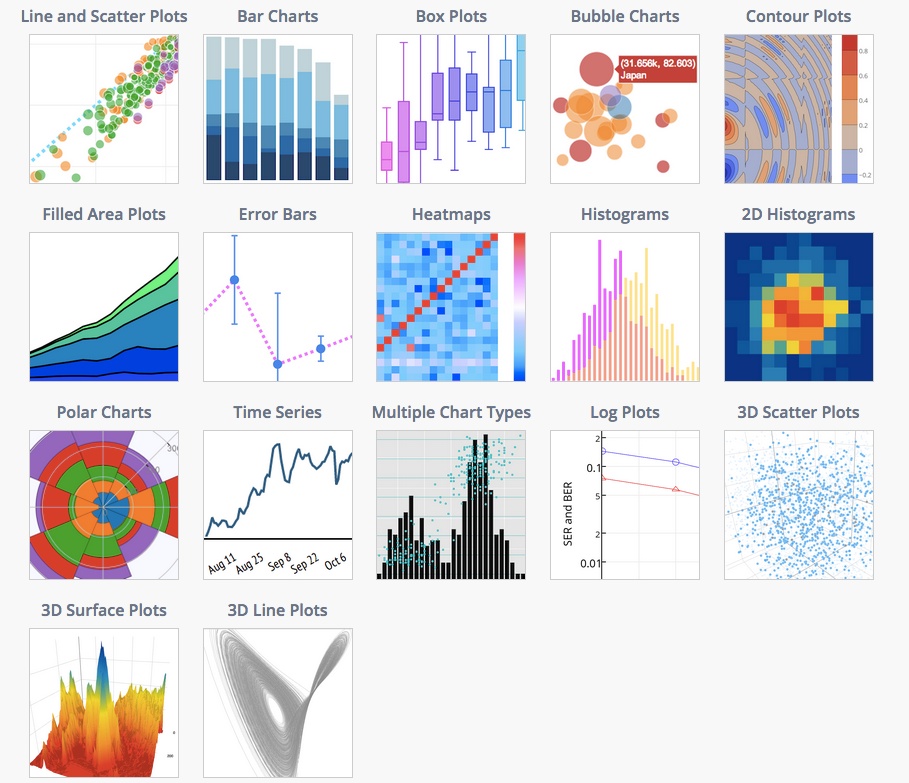 Line and Scatter Plots
Bar Charts
Box Plots
Bubble Charts
Contour Plots
(31.656k, 82.603)
Japan
0.8
0.6
0.4
0.2
0
−0.2
Filled Area Plots
Error Bars
Heatmaps
Histograms
2D Histograms
Polar Charts
Time Series
Multiple Chart Types
Log Plots
3D Scatter Plots
Aug 11
Aug 25
Sep 8
Sep 22
Oct 6
SER and BER
2
0.1
5
2
0.01
3D Surface Plots
3D Line Plots